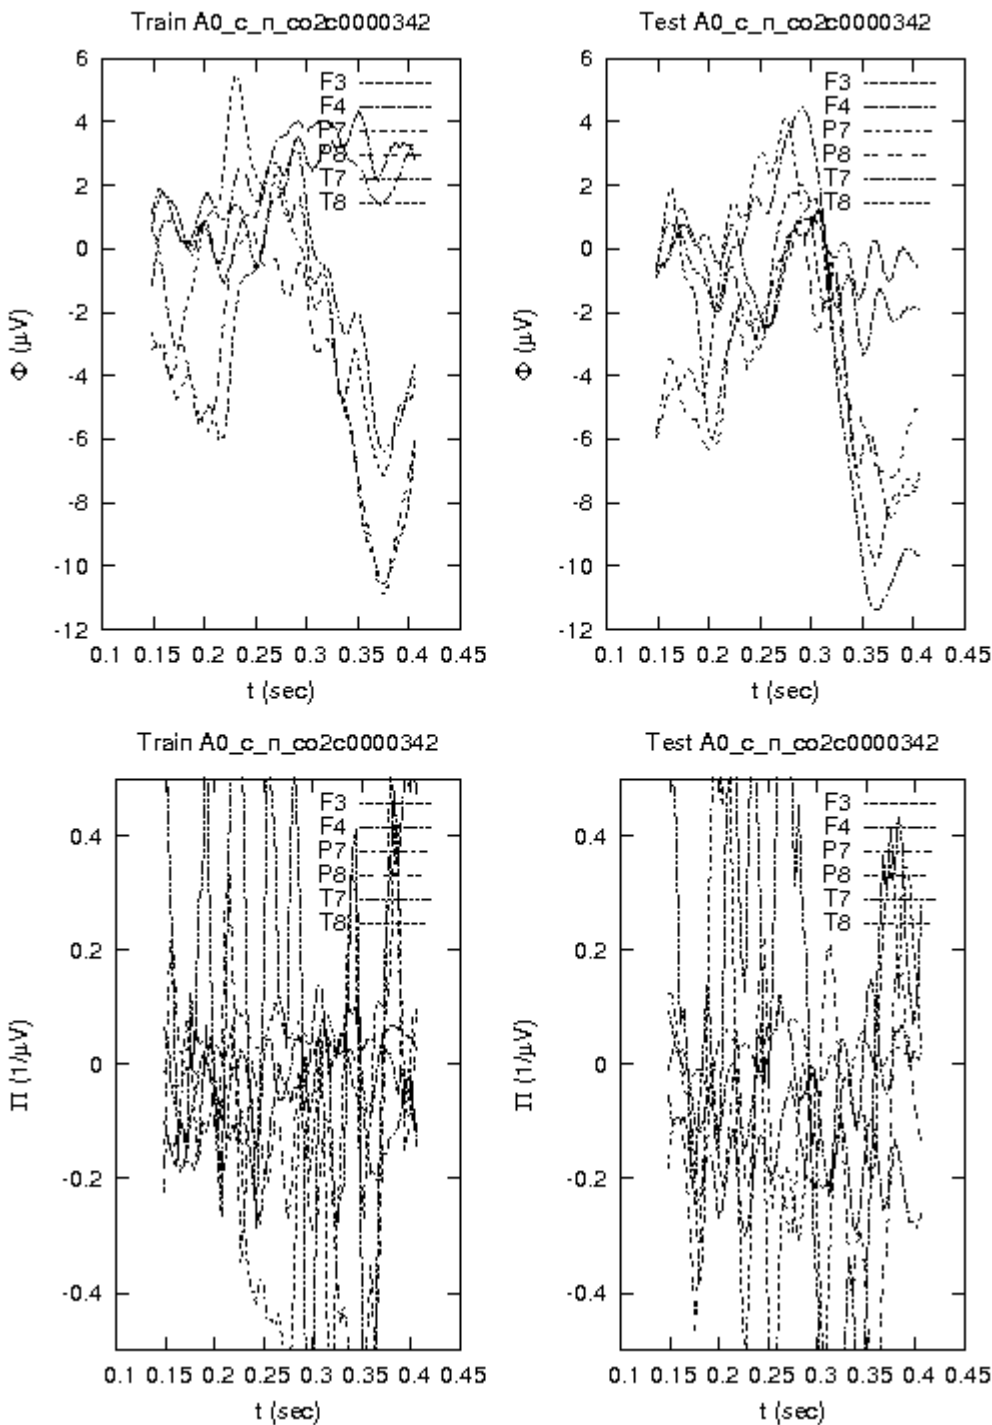 Train A0_c_n_co2c0000342
6
4
2
0
-2
-4
-6
-8
-10
-12
Φ (μV)
F3
F4
P7
P8
T7
T8
0.1 0.15 0.2 0.25 0.3 0.35 0.4 0.45
t (sec)
Test A0_c_n_co2c0000342
6
4
2
0
-2
-4
-6
-8
-10
-12
Φ (μV)
F3
F4
P7
P8
T7
T8
0.1 0.15 0.2 0.25 0.3 0.35 0.4 0.45
t (sec)
Train A0_c_n_co2c0000342
0.4
0.2
0
-0.2
-0.4
Π (1/μV)
F3
F4
P7
P8
T7
T8
0.1 0.15 0.2 0.25 0.3 0.35 0.4 0.45
t (sec)
Test A0_c_n_co2c0000342
0.4
0.2
0
-0.2
-0.4
Π (1/μV)
F3
F4
P7
P8
T7
T8
0.1 0.15 0.2 0.25 0.3 0.35 0.4 0.45
t (sec)